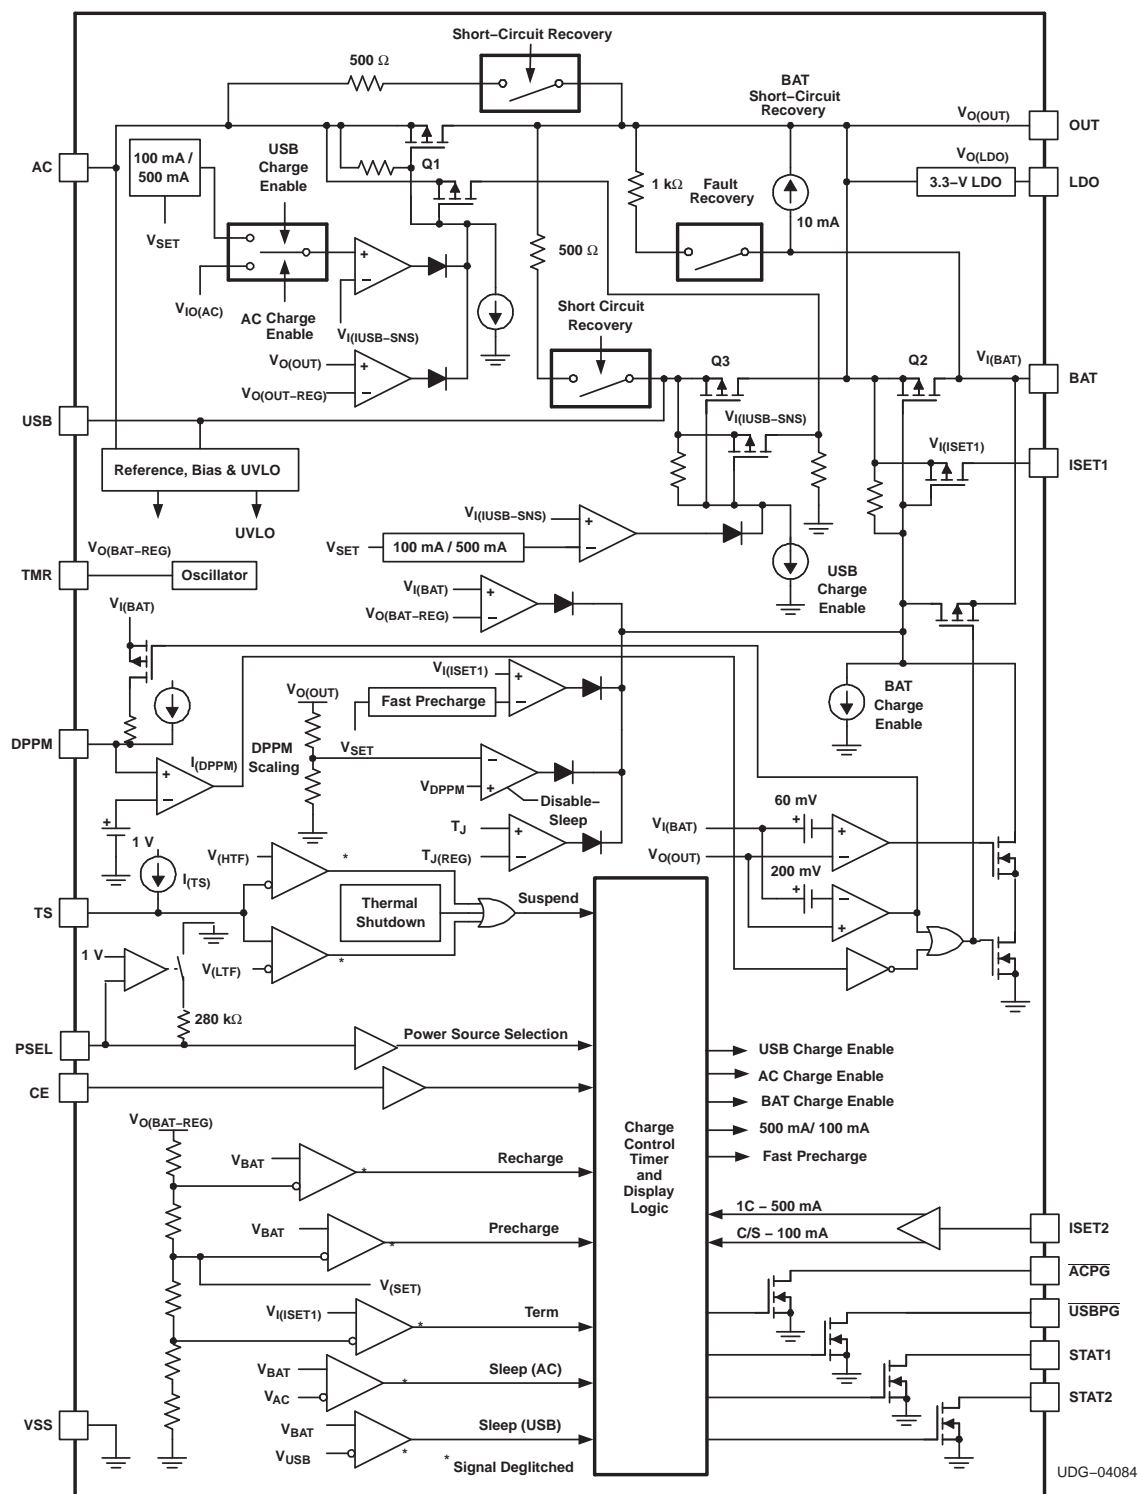 Short–Circuit Recovery
500 Ω
BAT
Short–Circuit
Recovery
VO(OUT)
OUT
AC
100 mA /
500 mA
USB
Charge
Enable
Q1
VO(LDO)
3.3–V LDO
LDO
1 kΩ
Fault
Recovery
10 mA
VSET
500 Ω
VIO(AC)
AC Charge
Enable
VI(IUSB–SNS)
Short Circuit
Recovery
VO(OUT)
VO(OUT–REG)
Q3
Q2
VI(BAT)
BAT
USB
VI(IUSB–SNS)
VI(ISET1)
ISET1
Reference, Bias & UVLO
UVLO
VI(IUSB–SNS)
VSET
100 mA / 500 mA
VO(BAT–REG)
TMR
Oscillator
USB
Charge
Enable
VI(BAT)
VO(BAT–REG)
VI(BAT)
VI(ISET1)
Fast Precharge
VO(OUT)
BAT
Charge
Enable
DPPM
VSET
DPPM
Scaling
I(DPPM)
VDPPM
Disable–
Sleep
+
1 V
60 mV
TJ
TJ(REG)
VI(BAT)
VO(OUT)
V(HTF)
*
200 mV
I(TS)
TS
Thermal
Shutdown
Suspend
1 V
V(LTF)
*
280 kΩ
PSEL
Power Source Selection
CE
USB Charge Enable
AC Charge Enable
BAT Charge Enable
500 mA/ 100 mA
Fast Precharge
Charge
Control
Timer
and
Display
Logic
VO(BAT–REG)
VBAT
*
Recharge
1C – 500 mA
C/S – 100 mA
ISET2
VBAT
*
Precharge
V(SET)
ACPG
USBPG
VI(ISET1)
*
Term
STAT1
VBAT
VAC
*
Sleep (AC)
STAT2
VSS
VBAT
VUSB
*
Sleep (USB)
* Signal Deglitched
UDG–04084